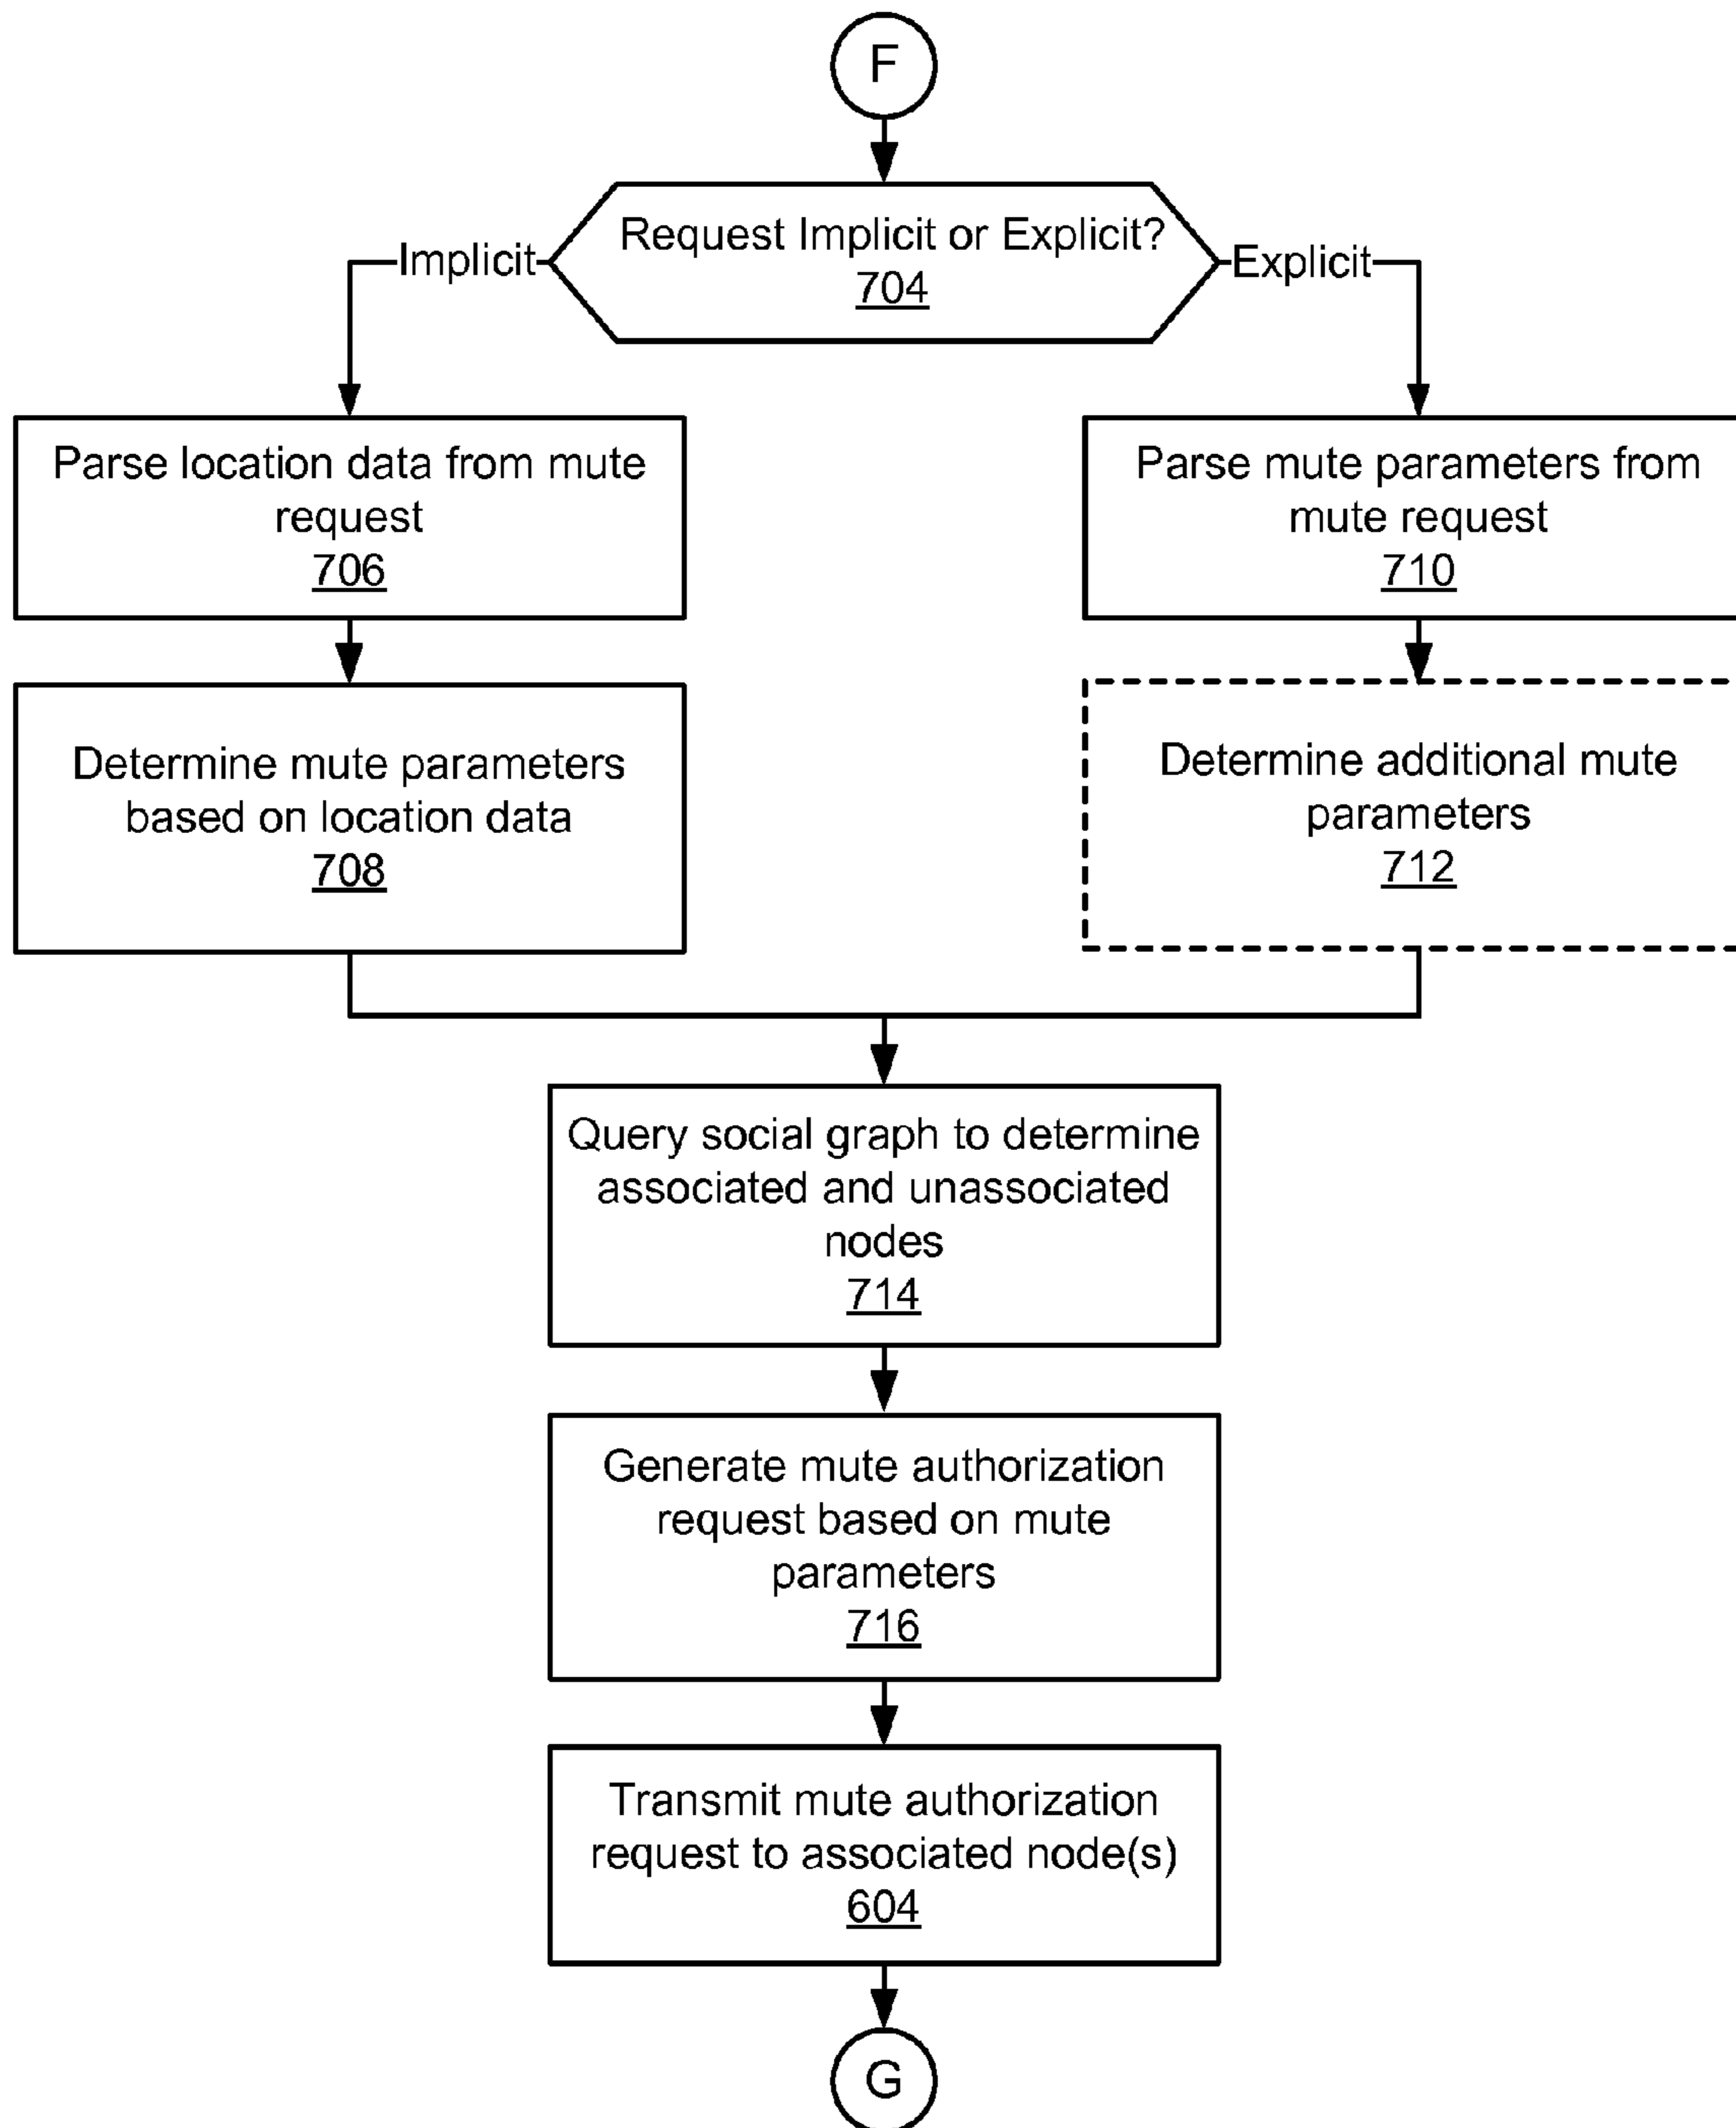 F
Request Implicit or Explicit?
704
Implicit
Explicit
Parse location data from mute
request
706
Parse mute parameters from
mute request
710
Determine mute parameters
based on location data
708
Determine additional mute
parameters
712
Query social graph to determine
associated and unassociated
nodes
714
Generate mute authorization
request based on mute
parameters
716
Transmit mute authorization
request to associated node(s)
604
G